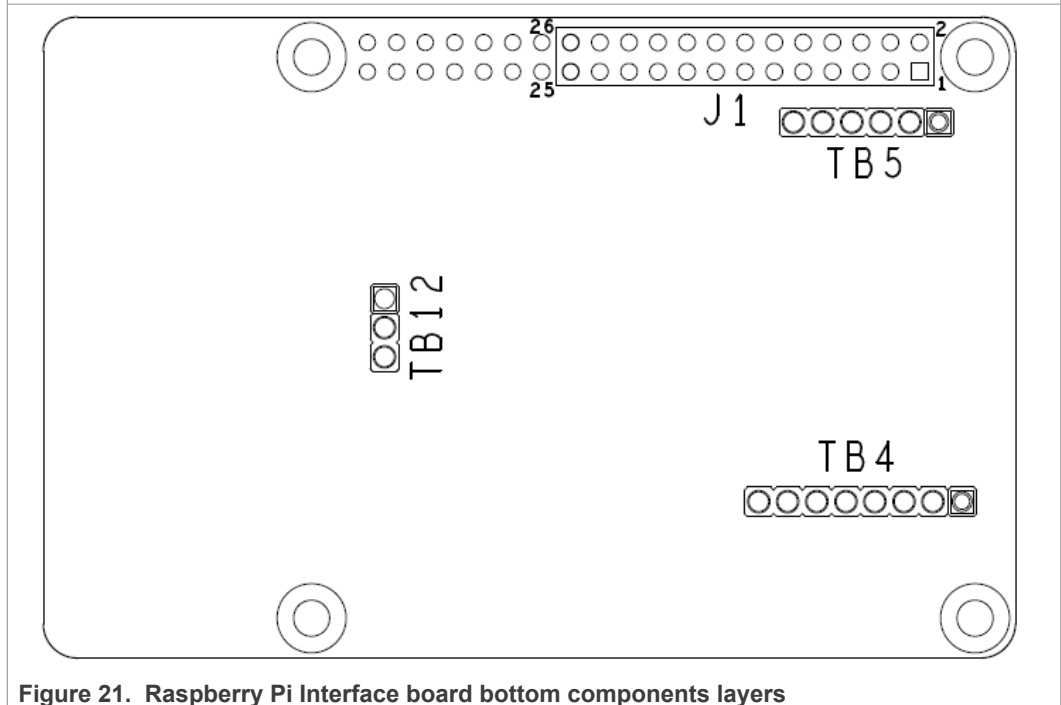 26
2
25
1
J1
TB5
TB12
TB4
Figure 21. Raspberry Pi Interface board bottom components layers